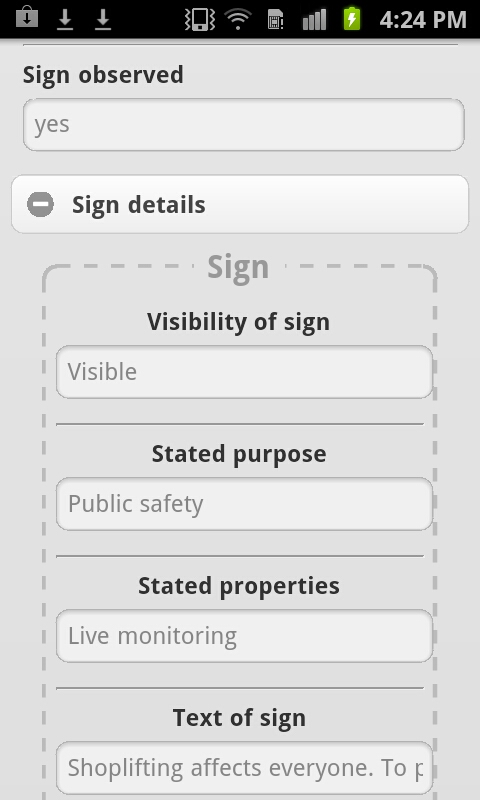 4:24 PM
Sign observed
yes
Sign details
Sign
Visibility of sign
Visible
Stated purpose
Public safety
Stated properties
Live monitoring
Text of sign
Shoplifting affects everyone. To p